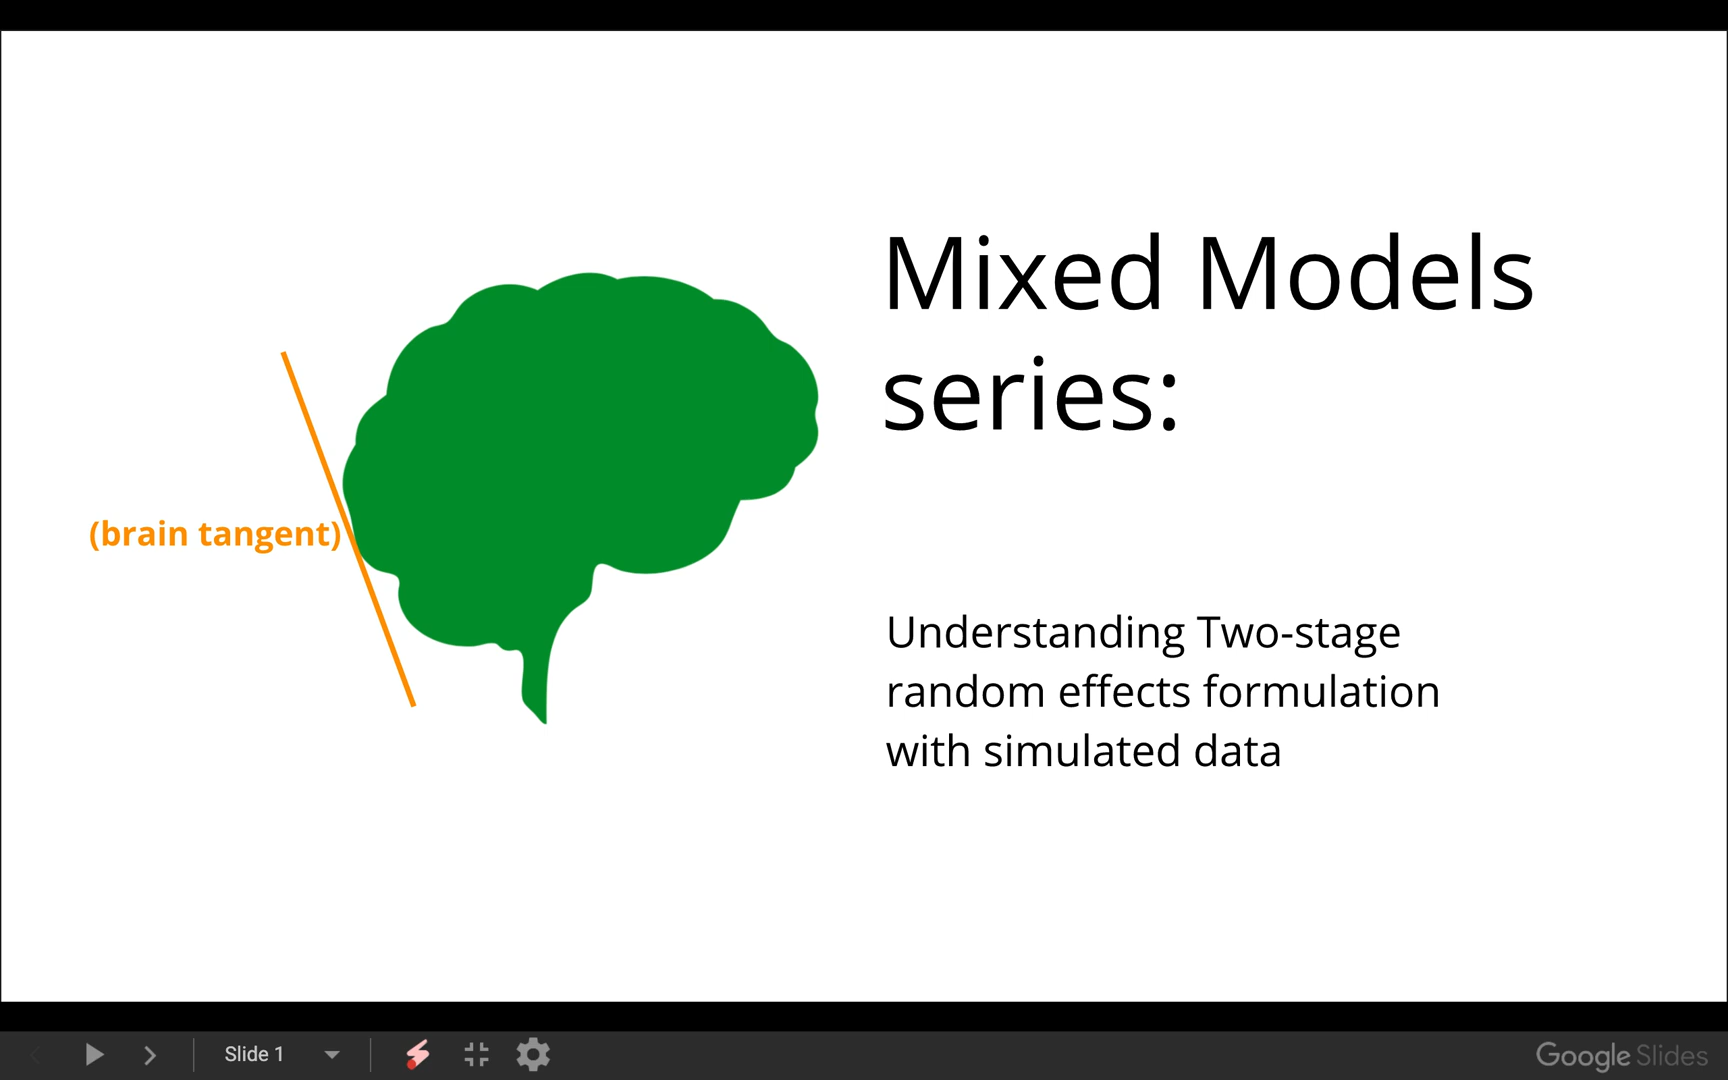 Mixed Models
series:
(brain tangent)
Understanding Two-stage
random effects formulation
with simulated data
Slide 1
Google Slides